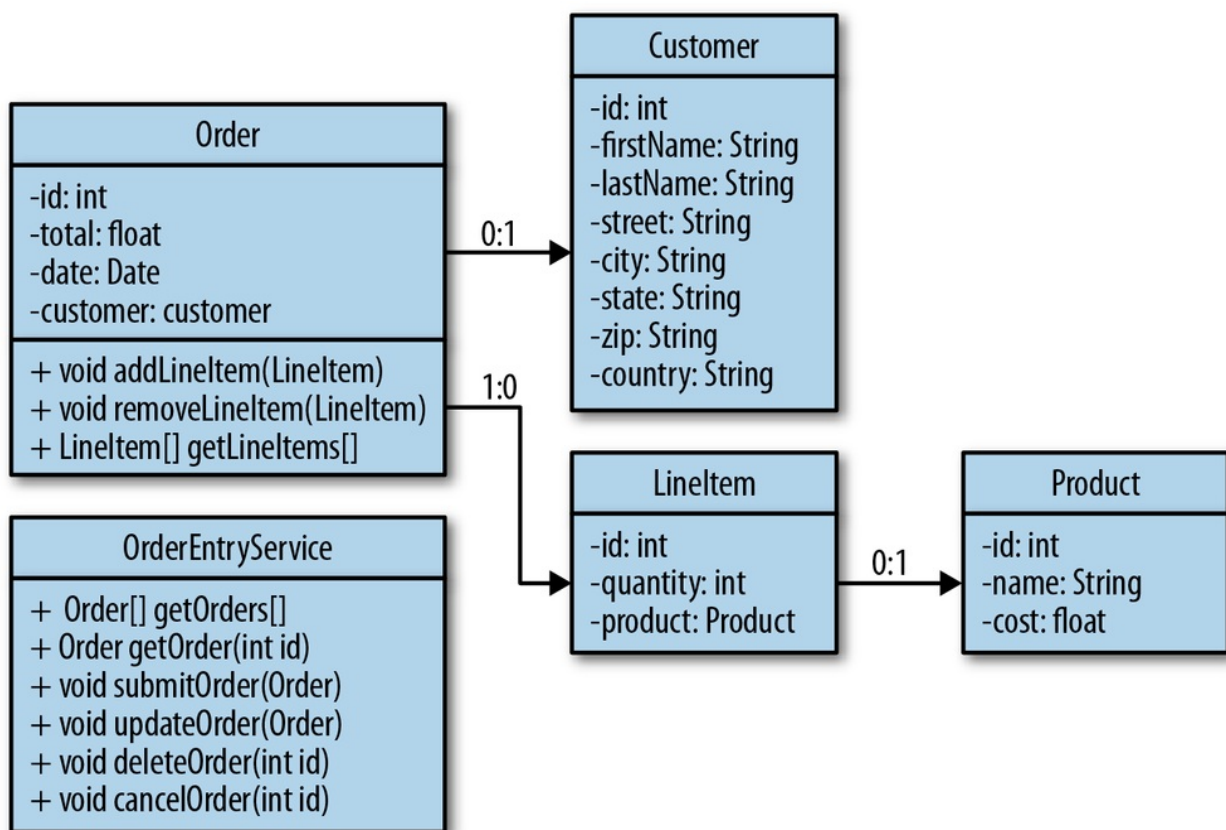 Order
-id: int
-total: float
-date: Date
-customer: customer
+ void addLineItem(LineItem)
+ void removeLineItem(LineItem)
+ LineItem[] getLineItems[]
0:1
1:0
Customer
-id: int
-firstName: String
-lastName: String
-street: String
-city: String
-state: String
-zip: String
-country: String
LineItem
-id: int
-quantity: int
-product: Product
0:1
Product
-id: int
-name: String
-cost: float
OrderEntryService
+ Order[] getOrders[]
+ Order getOrder(int id)
+ void submitOrder(Order)
+ void updateOrder(Order)
+ void deleteOrder(int id)
+ void cancelOrder(int id)